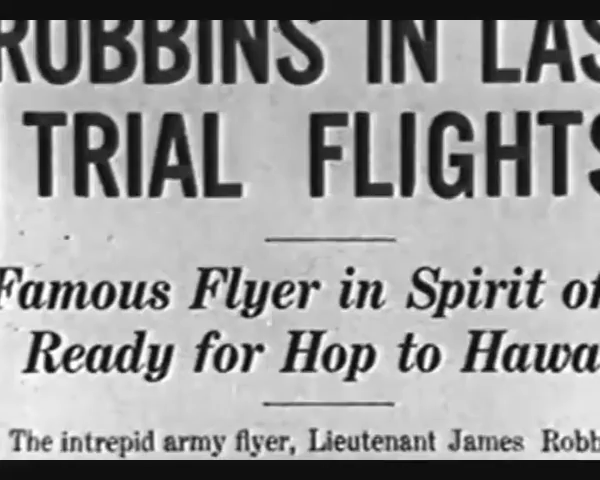 ROBBINS IN LAS
TRIAL FLIGHTS
Famous Flyer in Spirit of
Ready for Hop to Hawa
The intrepid army flyer, Lieutenant James Robb